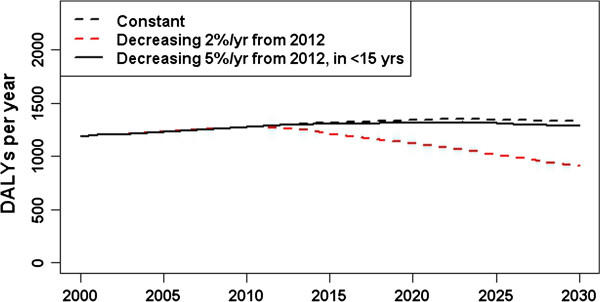 Constant
Decreasing 2%/yr from 2012
Decreasing 5%/yr from 2012, in <15 yrs
DALYs per year
2000
1500
1000
500
0
2000 2005 2010 2015 2020 2025 2030